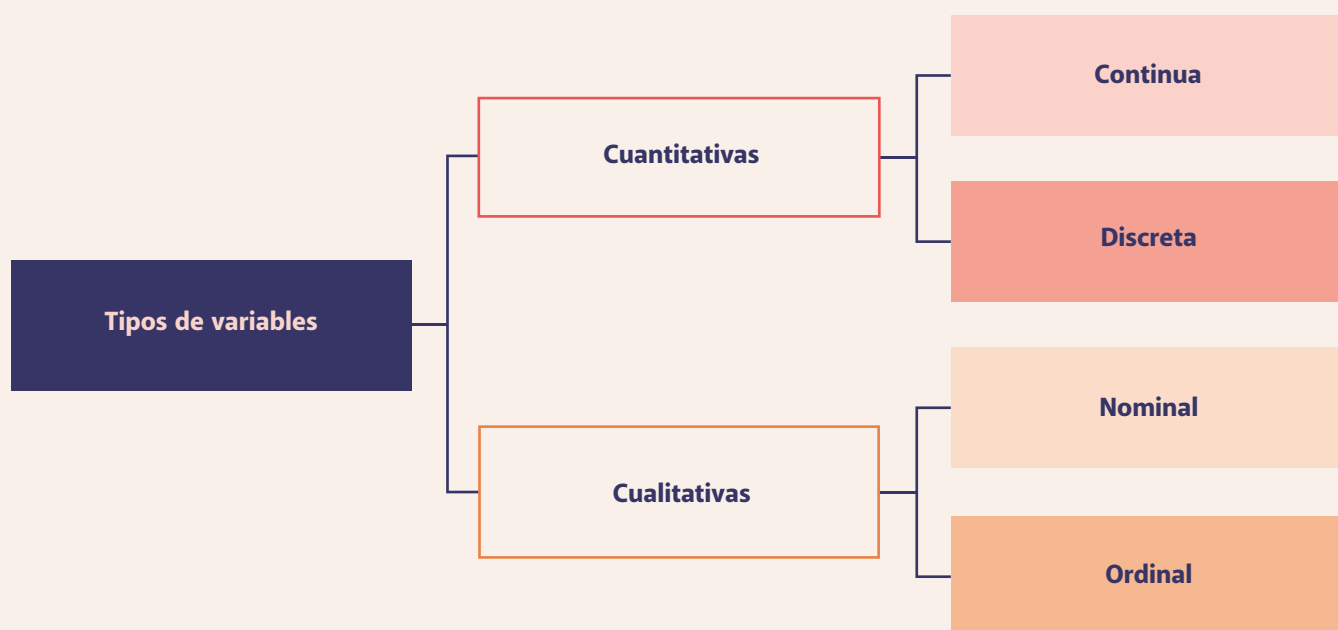 Tipos de variables
Cuantitativas
Continua
Discreta
Cualitativas
Nominal
Ordinal